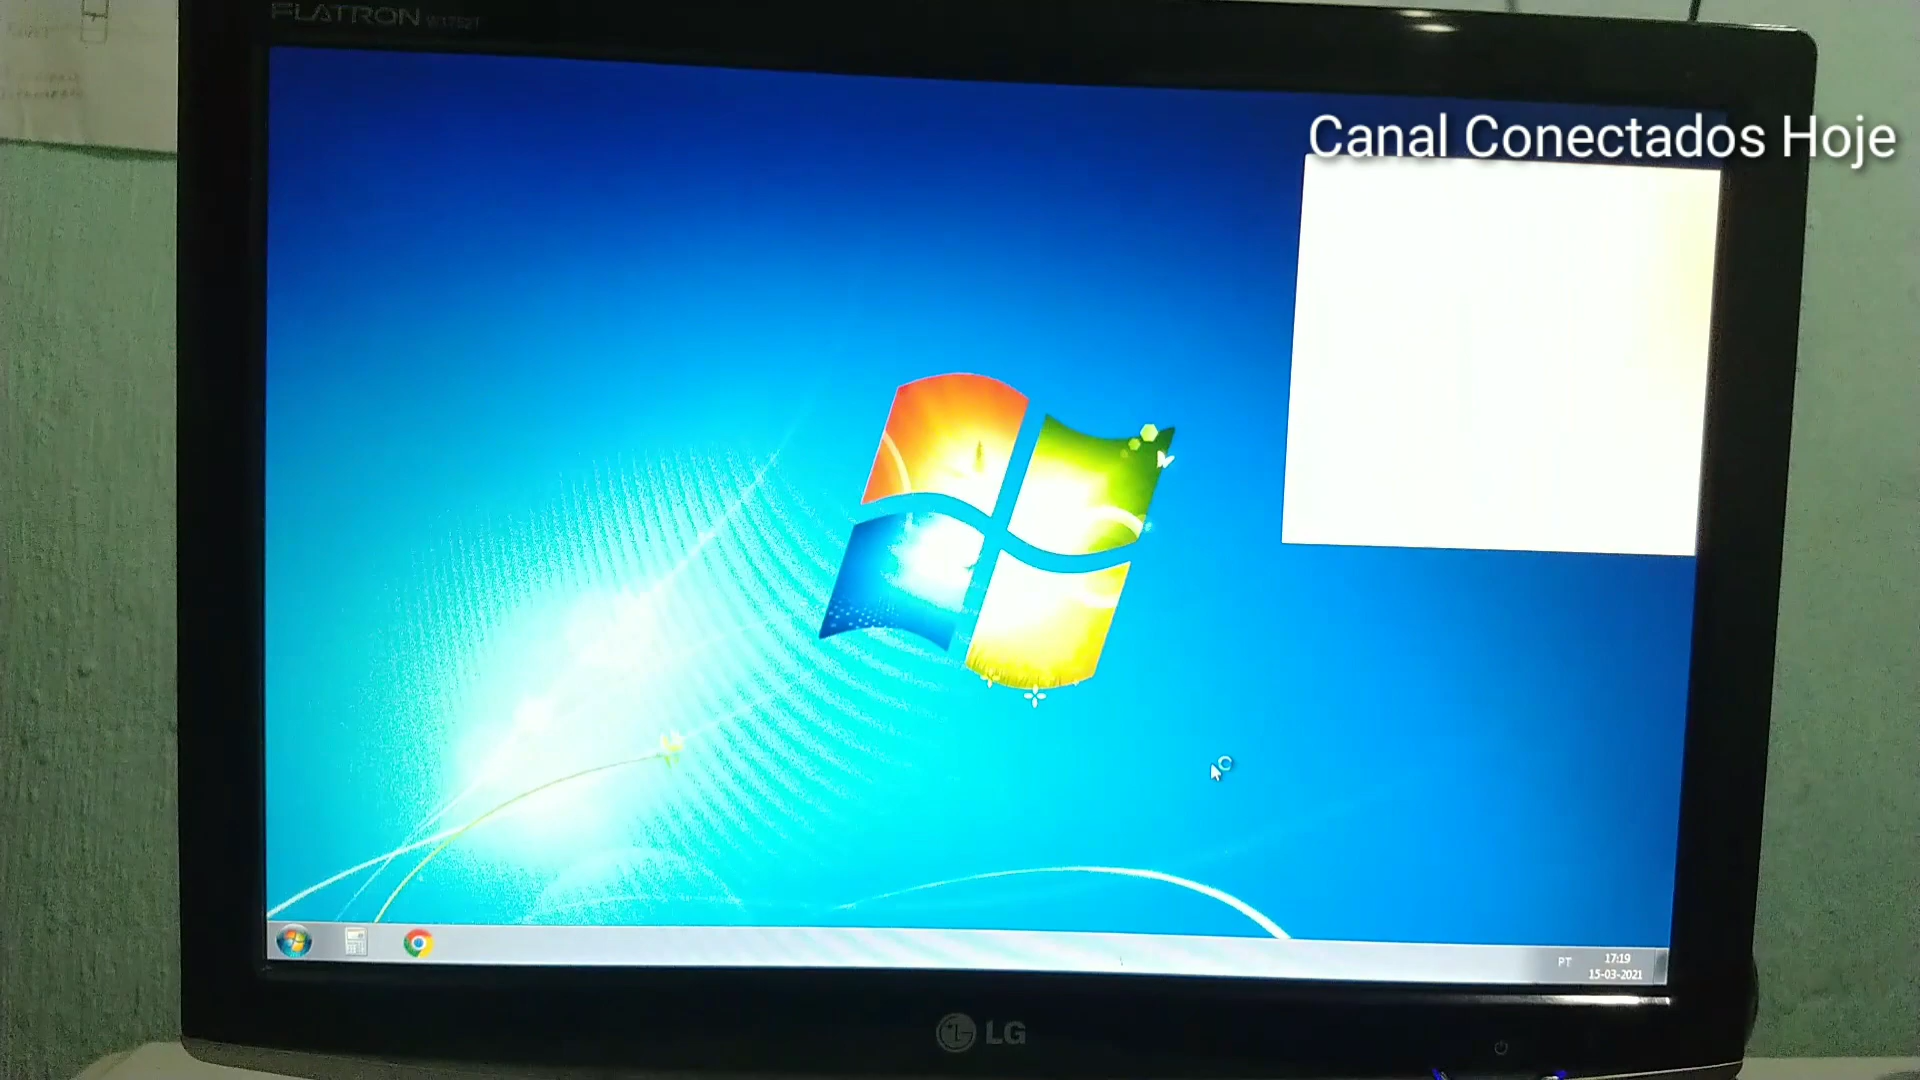 FLATRON
Canal Conectados Hoje
PT
17:19
15-03-2021
LG